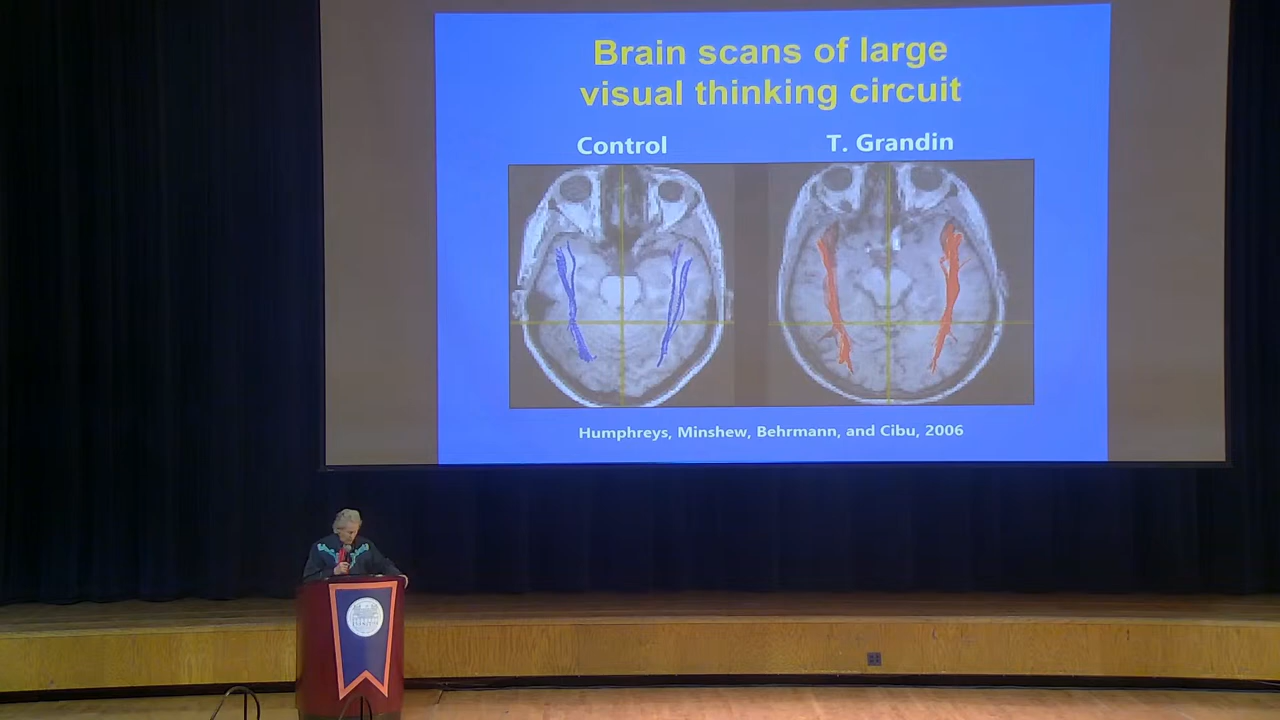 Brain scans of large
visual thinking circuit
Control
T. Grandin
Humphreys, Minshew, Behrmann, and Cibu, 2006